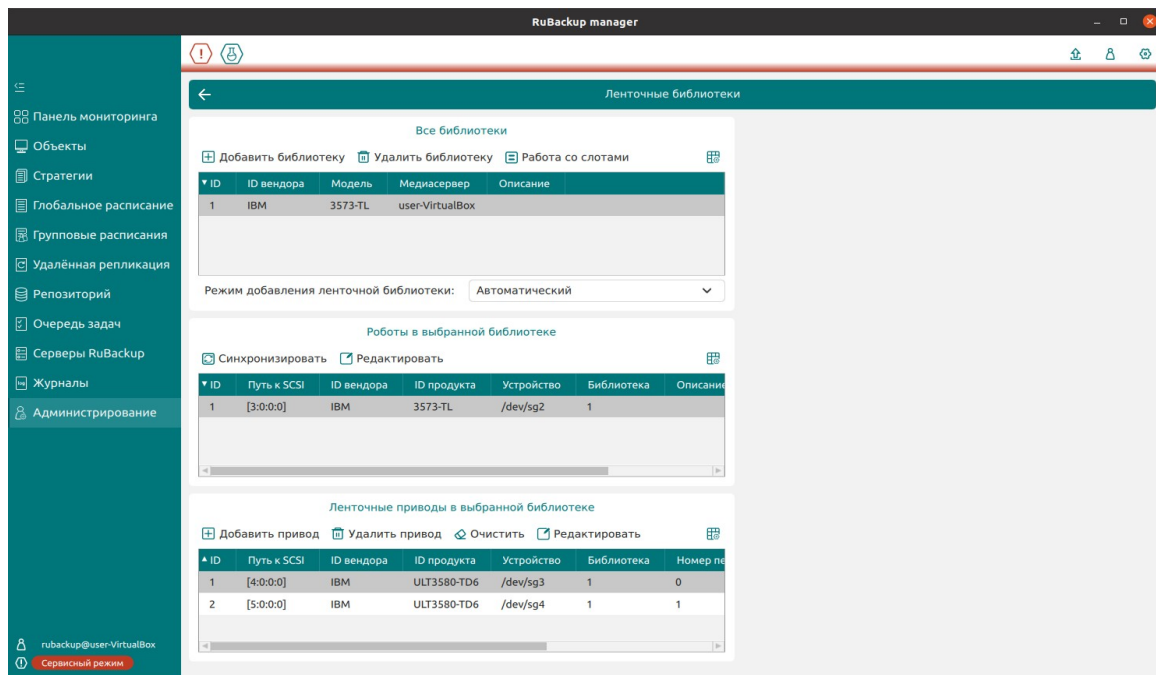 RuBackup manager
Ленточные библиотеки
Панель мониторинга
Объекты
Стратегии
Глобальное расписание
Групповые расписания
Удалённая репликация
Репозиторий
Очередь задач
Серверы RuBackup
Журналы
Администрирование
rubackup@user-VirtualBox
Сервисный режим
Все библиотеки
Добавить библиотеку Удалить библиотеку Работа со слотами
ID ID вендора Модель Медиасервер Описание
1 IBM 3573-TL user-VirtualBox
Режим добавления ленточной библиотеки: Автоматический
Роботы в выбранной библиотеке
Синхронизировать Редактировать
ID Путь к SCSI ID вендора ID продукта Устройство Библиотека Описание
1 [3:0:0:0] IBM 3573-TL /dev/sg2 1
Ленточные приводы в выбранной библиотеке
Добавить привод Удалить привод Очистить Редактировать
ID Путь к SCSI ID вендора ID продукта Устройство Библиотека Номер пе
1 [4:0:0:0] IBM ULT3580-TD6 /dev/sg3 1 0
2 [5:0:0:0] IBM ULT3580-TD6 /dev/sg4 1 1